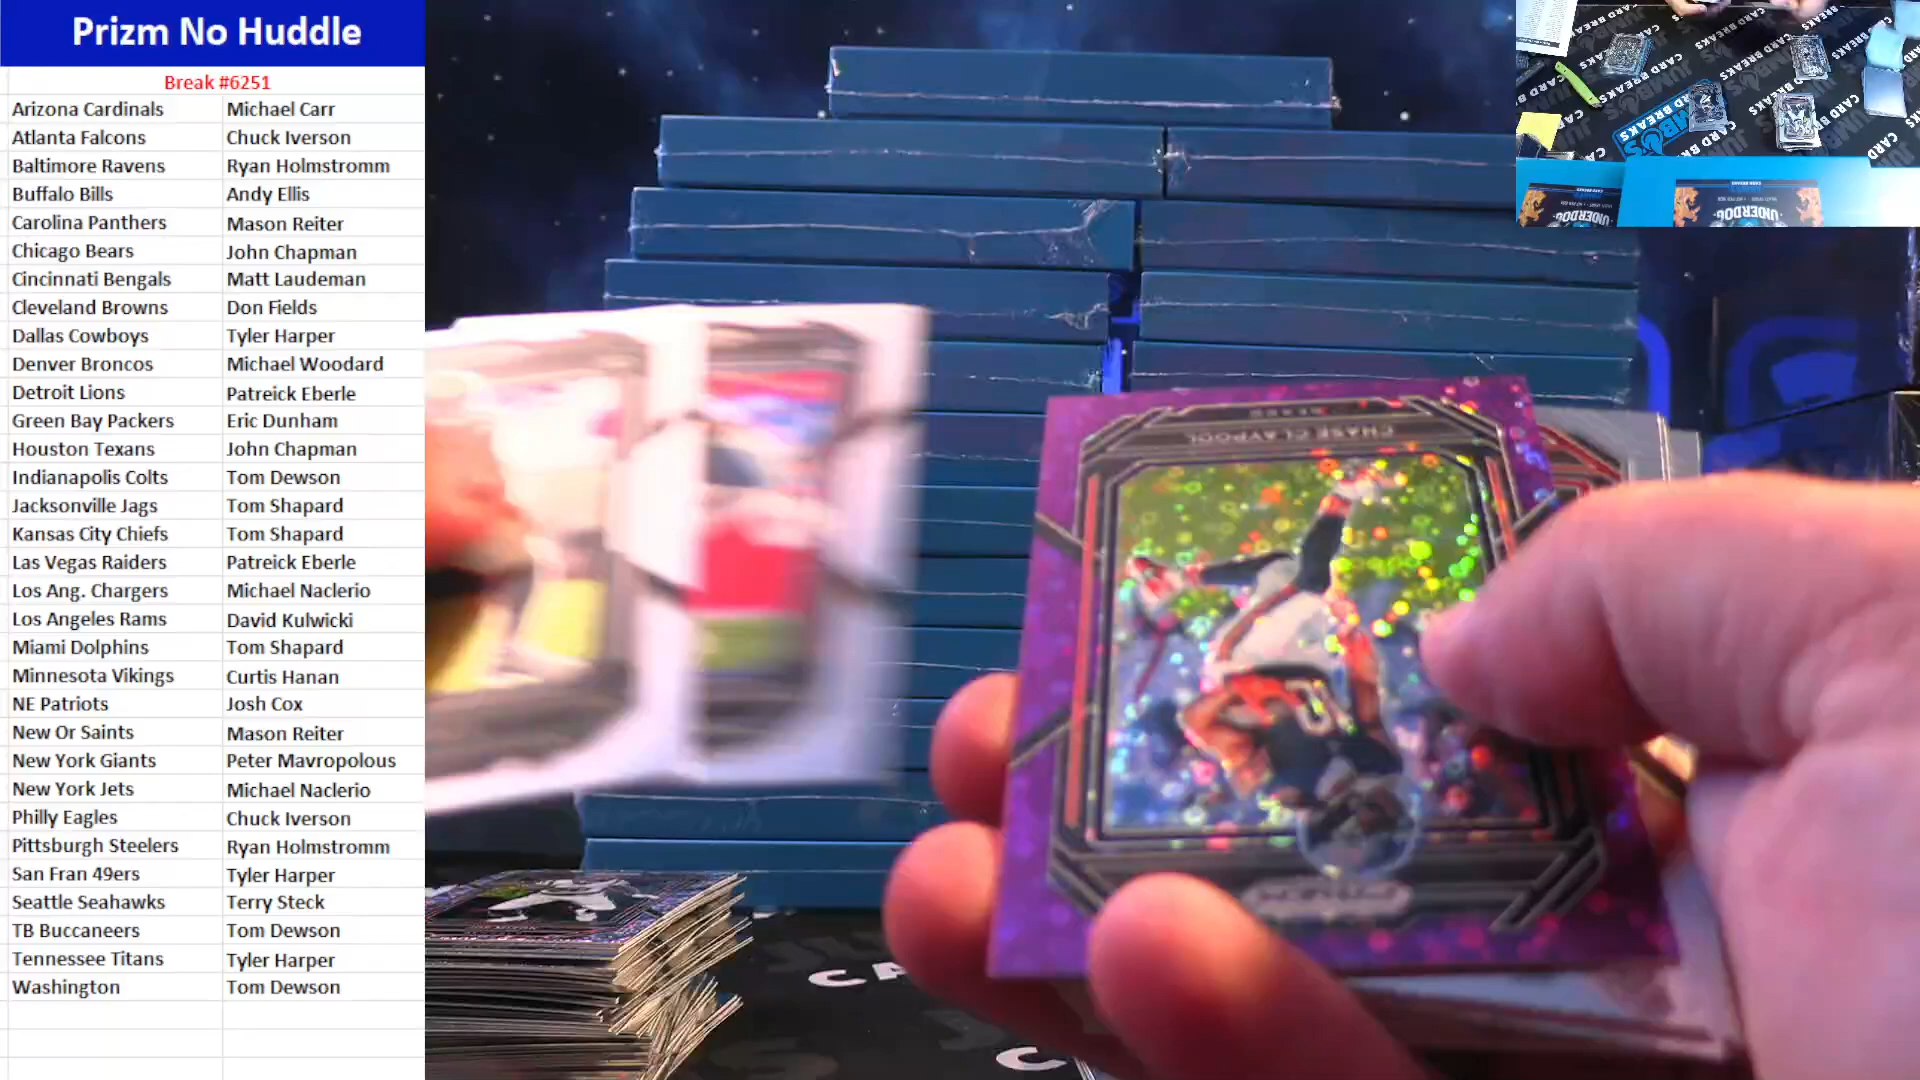 Prizm No Huddle
Break #6251
Arizona Cardinals Michael Carr
Atlanta Falcons Chuck Iverson
Baltimore Ravens Ryan Holmstromm
Buffalo Bills Andy Ellis
Carolina Panthers Mason Reiter
Chicago Bears John Chapman
Cincinnati Bengals Matt Laudeman
Cleveland Browns Don Fields
Dallas Cowboys Tyler Harper
Denver Broncos Michael Woodard
Detroit Lions Patreick Eberle
Green Bay Packers Eric Dunham
Houston Texans John Chapman
Indianapolis Colts Tom Dewson
Jacksonville Jags Tom Shapard
Kansas City Chiefs Tom Shapard
Las Vegas Raiders Patreick Eberle
Los Ang. Chargers Michael Naclerio
Los Angeles Rams David Kulwicki
Miami Dolphins Tom Shapard
Minnesota Vikings Curtis Hanan
NE Patriots Josh Cox
New Or Saints Mason Reiter
New York Giants Peter Mavropolous
New York Jets Michael Naclerio
Philly Eagles Chuck Iverson
Pittsburgh Steelers Ryan Holmstromm
San Fran 49ers Tyler Harper
Seattle Seahawks Terry Steck
TB Buccaneers Tom Dewson
Tennessee Titans Tyler Harper
Washington Tom Dewson
CARD BREAKS
UNDERDOG
UNDERDOG
BEARS
CHASE CLAYPOOL
PRIZM